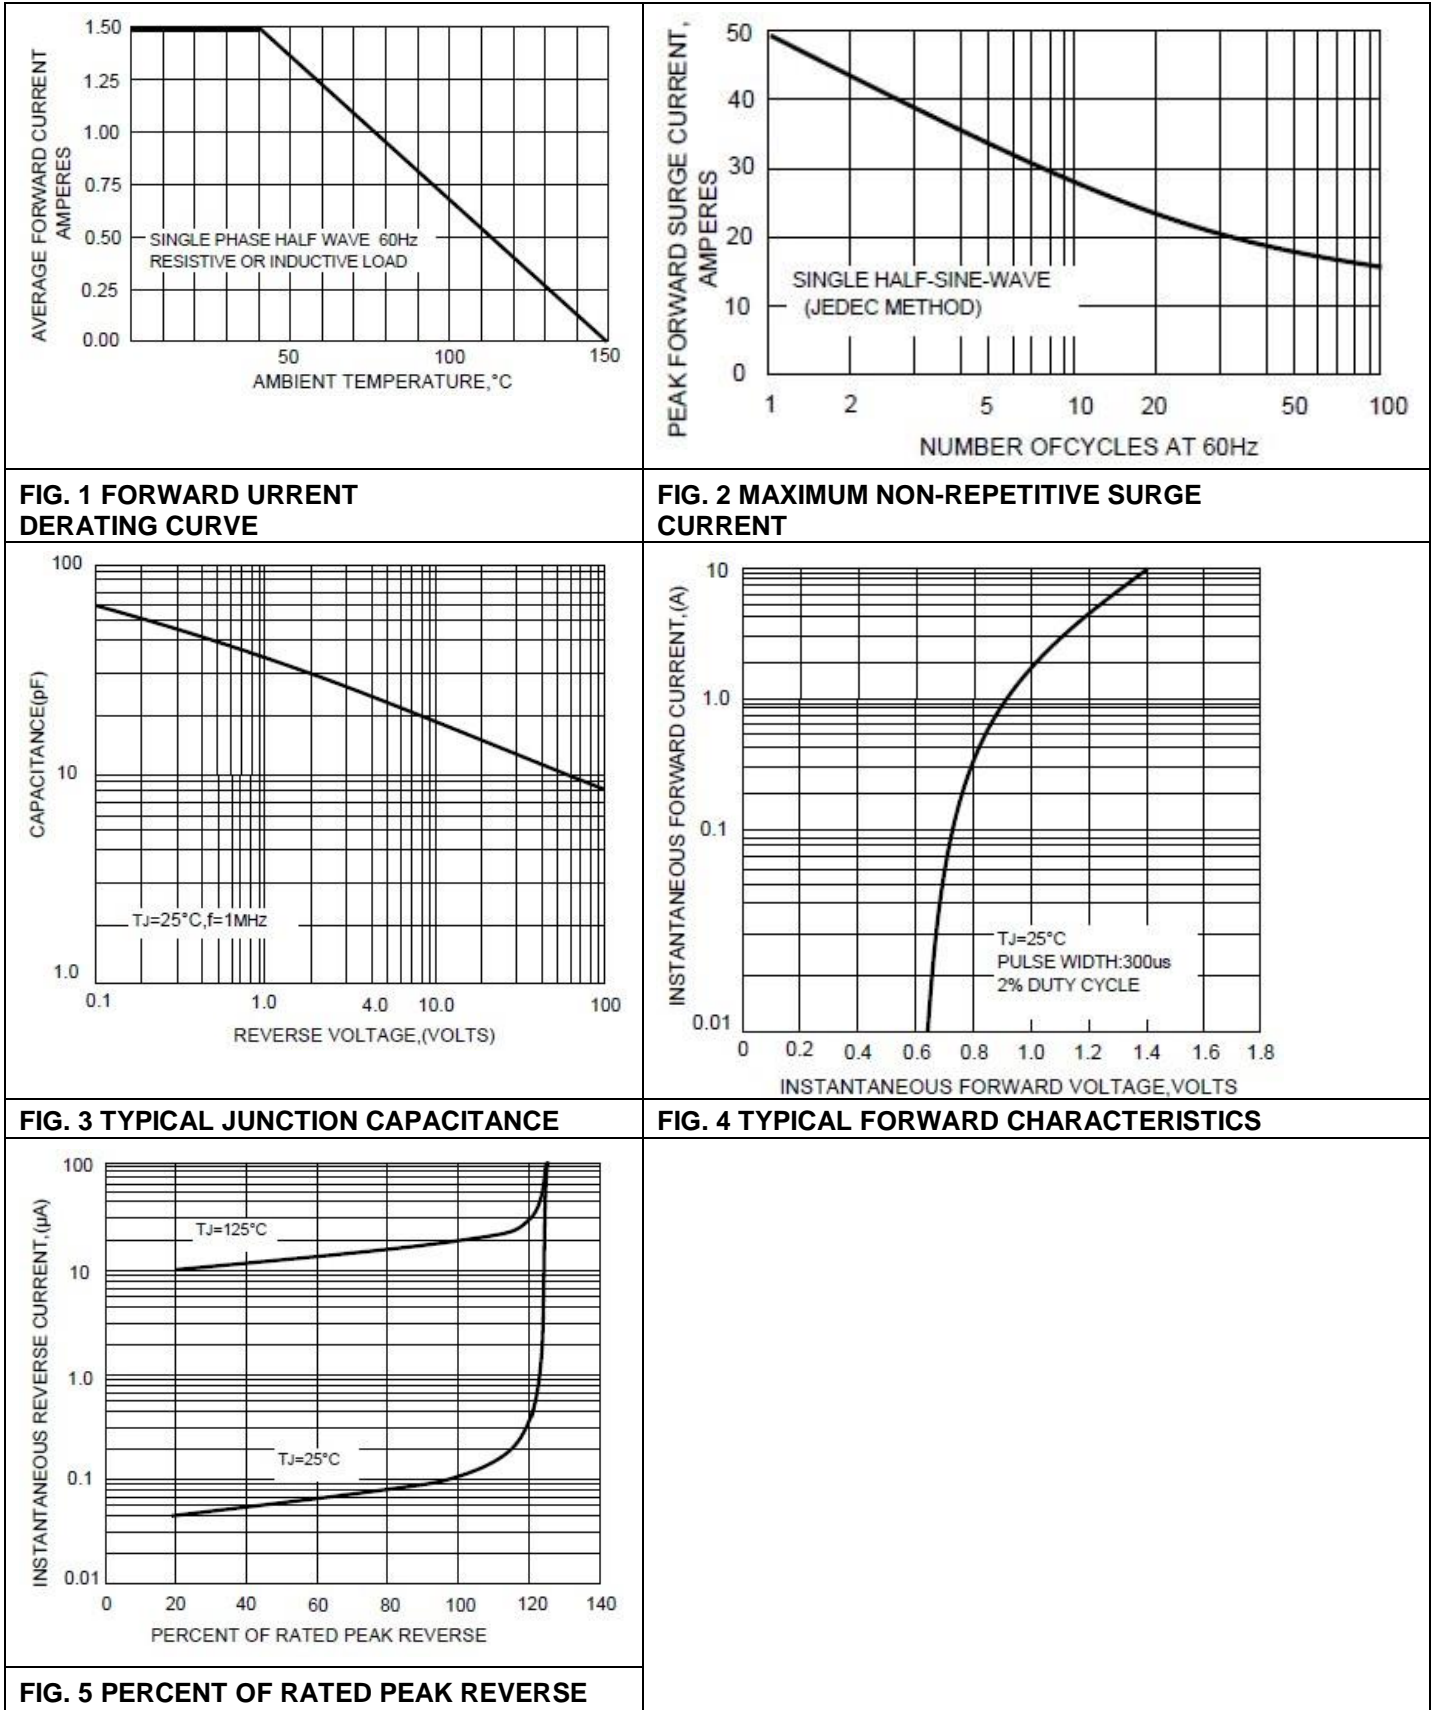 1.50
1.25
1.00
0.75
0.50
0.25
0.00
AVERAGE FORWARD CURRENT
AMPERES
SINGLE PHASE HALF WAVE 60Hz
RESISTIVE OR INDUCTIVE LOAD
50 100 150
AMBIENT TEMPERATURE,°C
FIG. 1 FORWARD URRENT
DERATING CURVE
50
40
30
20
10
0
PEAK FORWARD SURGE CURRENT,
AMPERES
SINGLE HALF-SINE-WAVE
(JEDEC METHOD)
1 2 5 10 20 50 100
NUMBER OFCYCLES AT 60Hz
FIG. 2 MAXIMUM NON-REPETITIVE SURGE
CURRENT
100
10
1.0
CAPACITANCE(pF)
TJ=25°C,f=1MHz
0.1 1.0 4.0 10.0 100
REVERSE VOLTAGE,(VOLTS)
FIG. 3 TYPICAL JUNCTION CAPACITANCE
10
1.0
0.1
0.01
INSTANTANEOUS FORWARD CURRENT,(A)
TJ=25°C
PULSE WIDTH:300us
2% DUTY CYCLE
0 0.2 0.4 0.6 0.8 1.0 1.2 1.4 1.6 1.8
INSTANTANEOUS FORWARD VOLTAGE,VOLTS
FIG. 4 TYPICAL FORWARD CHARACTERISTICS
100
10
1.0
0.1
0.01
INSTANTANEOUS REVERSE CURRENT,(µA)
TJ=125°C
TJ=25°C
0 20 40 60 80 100 120 140
PERCENT OF RATED PEAK REVERSE
FIG. 5 PERCENT OF RATED PEAK REVERSE